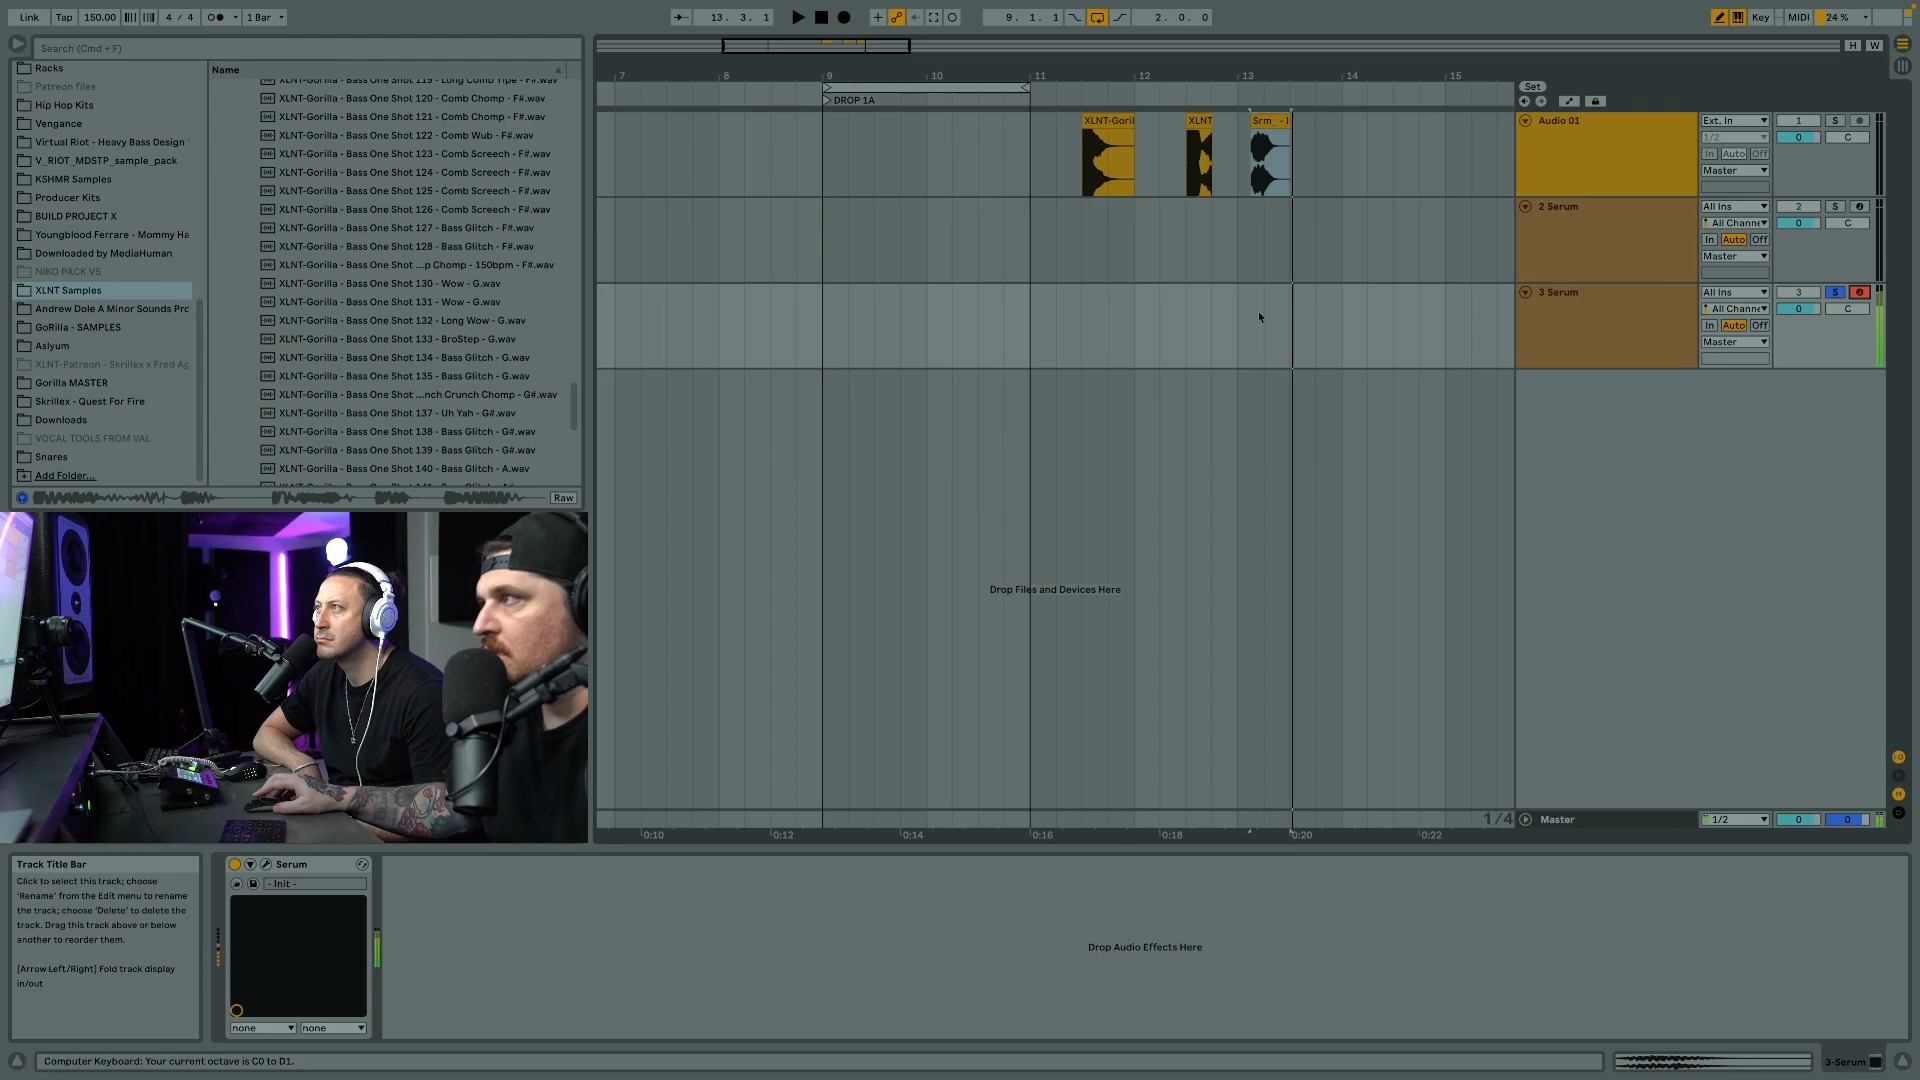 Link Tap 150.00 4 / 4 1 Bar 13. 3. 1 9. 1. 1 2. 0. 0 Key MIDI 24 %
Search (Cmd + F)
H W
Racks
Patreon files
Hip Hop Kits
Vengance
Virtual Riot - Heavy Bass Design
V_RIOT_MDSTP_sample_pack
KSHMR Samples
Producer Kits
BUILD PROJECT X
Youngblood Ferrare - Mommy Ha
Downloaded by MediaHuman
NIKO PACK V5
XLNT Samples
Andrew Dole A Minor Sounds Prc
GoRilla - SAMPLES
Aslyum
XLNT-Patreon - Skrillex x Fred Ag
Gorilla MASTER
Skrillex - Quest For Fire
Downloads
VOCAL TOOLS FROM VAL
Snares
Add Folder...
Name
XLNT-Gorilla - Bass One Shot 119 - Long Comb Yipe - F#.wav
XLNT-Gorilla - Bass One Shot 120 - Comb Chomp - F#.wav
XLNT-Gorilla - Bass One Shot 121 - Comb Chomp - F#.wav
XLNT-Gorilla - Bass One Shot 122 - Comb Wub - F#.wav
XLNT-Gorilla - Bass One Shot 123 - Comb Screech - F#.wav
XLNT-Gorilla - Bass One Shot 124 - Comb Screech - F#.wav
XLNT-Gorilla - Bass One Shot 125 - Comb Screech - F#.wav
XLNT-Gorilla - Bass One Shot 126 - Comb Screech - F#.wav
XLNT-Gorilla - Bass One Shot 127 - Bass Glitch - F#.wav
XLNT-Gorilla - Bass One Shot 128 - Bass Glitch - F#.wav
XLNT-Gorilla - Bass One Shot ...p Chomp - 150bpm - F#.wav
XLNT-Gorilla - Bass One Shot 130 - Wow - G.wav
XLNT-Gorilla - Bass One Shot 131 - Wow - G.wav
XLNT-Gorilla - Bass One Shot 132 - Long Wow - G.wav
XLNT-Gorilla - Bass One Shot 133 - BroStep - G.wav
XLNT-Gorilla - Bass One Shot 134 - Bass Glitch - G.wav
XLNT-Gorilla - Bass One Shot 135 - Bass Glitch - G.wav
XLNT-Gorilla - Bass One Shot ...nch Crunch Chomp - G#.wav
XLNT-Gorilla - Bass One Shot 137 - Uh Yah - G#.wav
XLNT-Gorilla - Bass One Shot 138 - Bass Glitch - G#.wav
XLNT-Gorilla - Bass One Shot 139 - Bass Glitch - G#.wav
XLNT-Gorilla - Bass One Shot 140 - Bass Glitch - A.wav
Raw
7 8 9 10 11 12 13 14 15
DROP 1A
Set
XLNT-Goril XLNT Srm_ - I
Audio 01 Ext. In 1 S
1/2 0 C
In Auto Off
Master
2 Serum All Ins 2 S
All Channe 0 C
In Auto Off
Master
3 Serum All Ins 3 S
All Channe 0 C
In Auto Off
Master
Drop Files and Devices Here
1/4 Master 1/2 0 0
0:10 0:12 0:14 0:16 0:18 0:20 0:22
Track Title Bar
Click to select this track; choose
'Rename' from the Edit menu to rename
the track; choose 'Delete' to delete the
track. Drag this track above or below
another to reorder them.
[Arrow Left/Right] Fold track display
in/out
Serum
- Init -
none none
Drop Audio Effects Here
Computer Keyboard: Your current octave is C0 to D1.
3-Serum